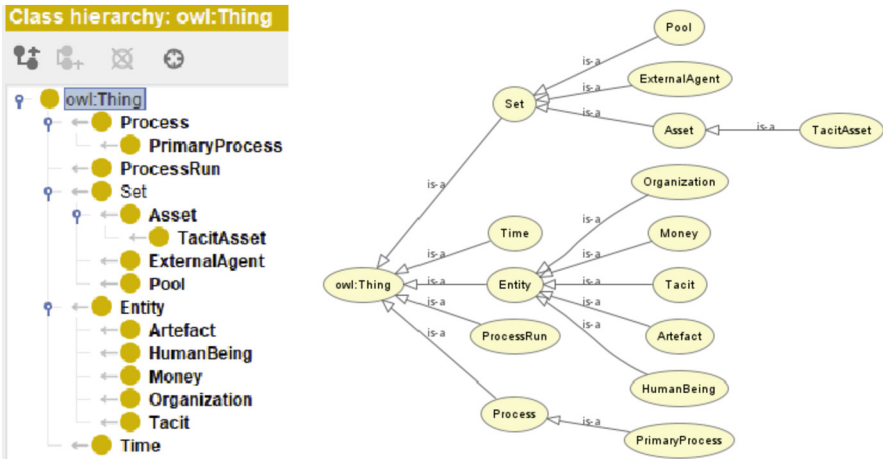 Class hierarchy: owl:Thing
owl:Thing
Process
PrimaryProcess
ProcessRun
Set
Asset
TacitAsset
ExternalAgent
Pool
Entity
Artefact
HumanBeing
Money
Organization
Tacit
Time
Pool
is-a
ExternalAgent
is-a
Set
is-a
Asset
is-a
TacitAsset
is-a
Organization
is-a
Time
Money
is-a
is-a
owl:Thing
is-a
Entity
is-a
Tacit
is-a
is-a
ProcessRun
Artefact
is-a
is-a
HumanBeing
Process
is-a
PrimaryProcess